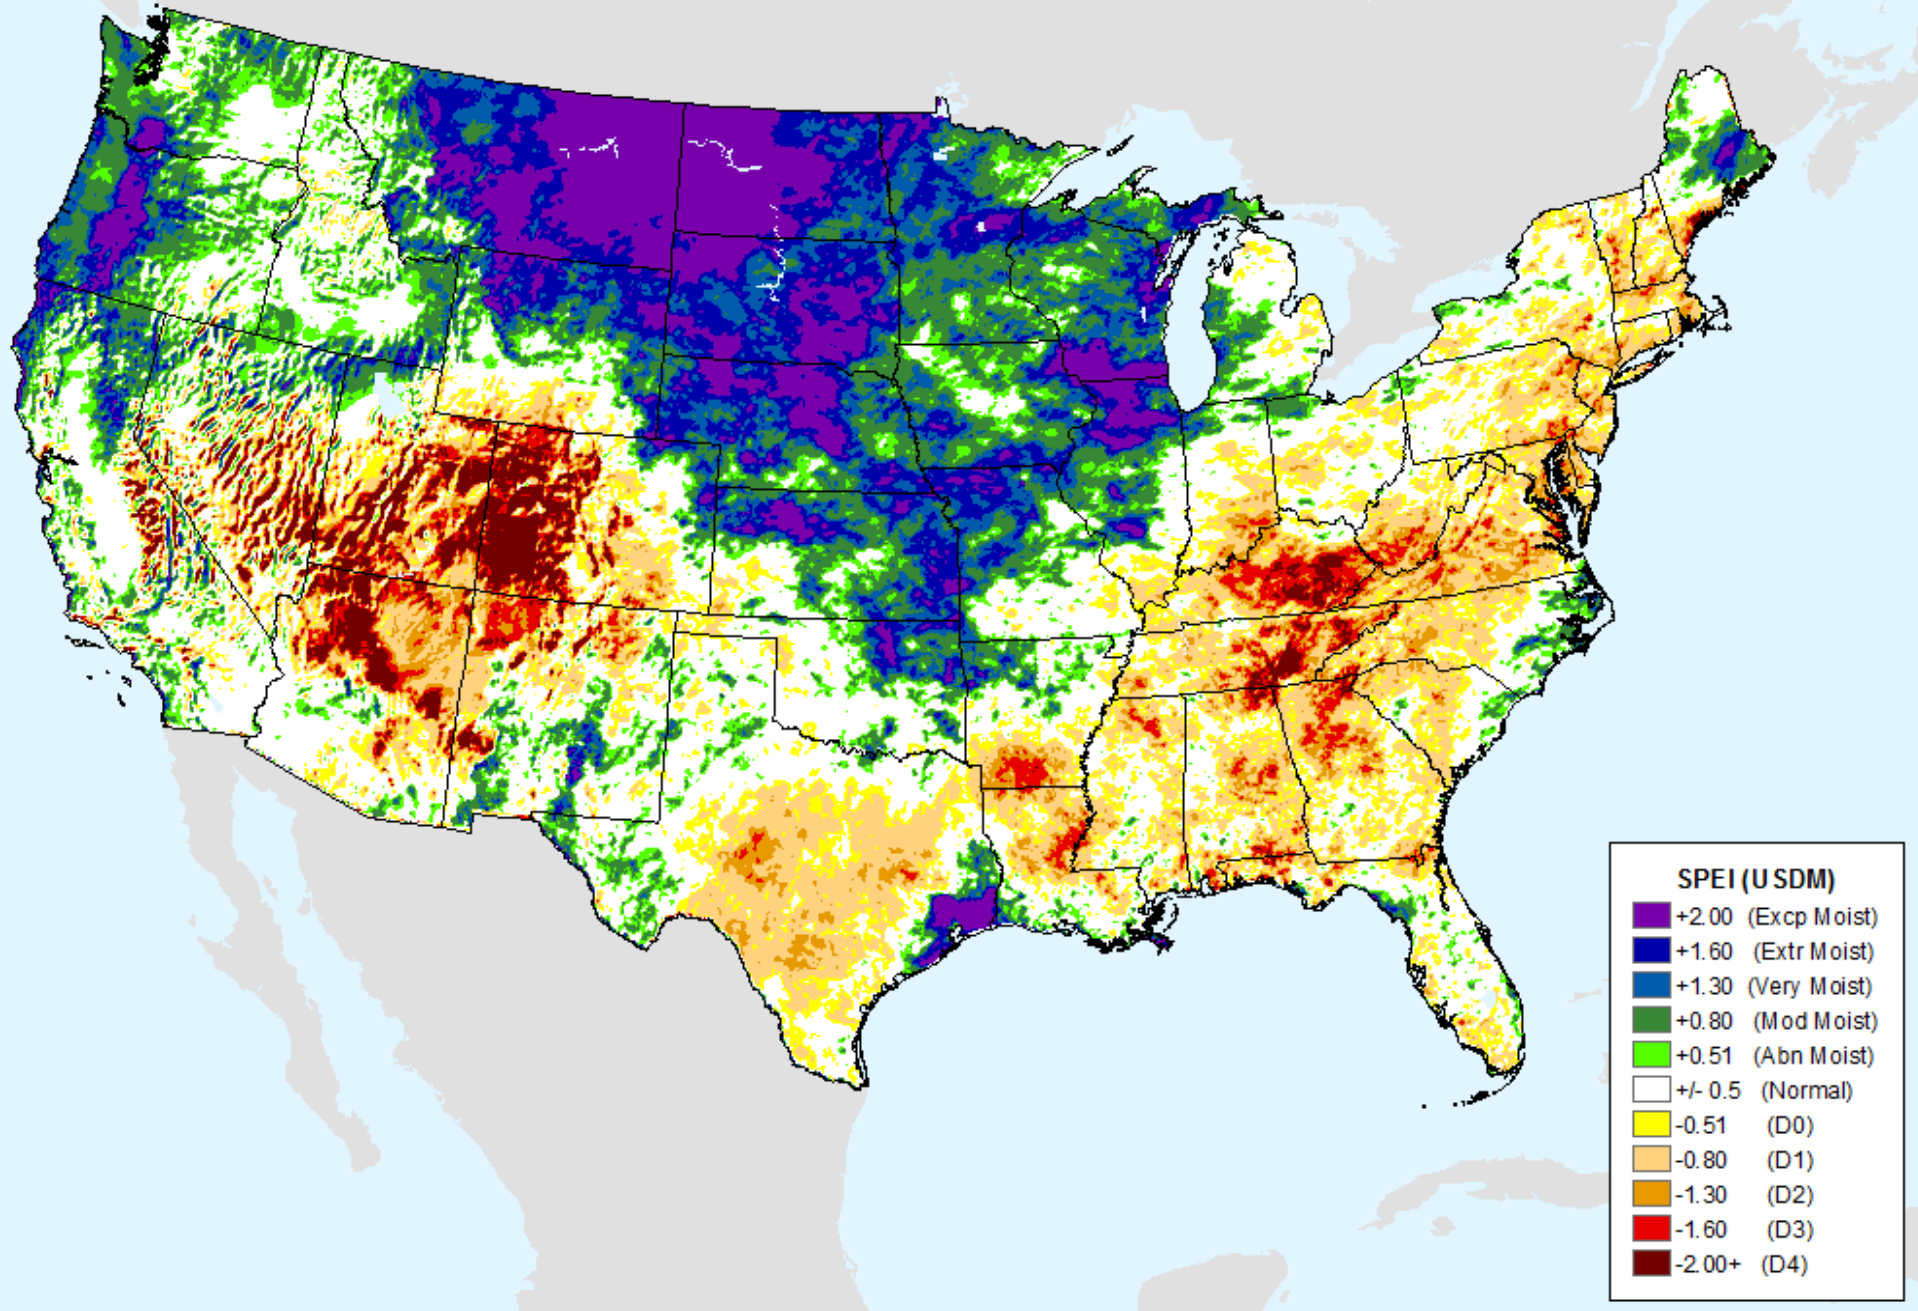 SPEI (USDM)
+2.00 (Excp Moist)
+1.60 (Extr Moist)
+1.30 (Very Moist)
+0.80 (Mod Moist)
+0.51 (Abn Moist)
+/- 0.5 (Normal)
-0.51 (D0)
-0.80 (D1)
-1.30 (D2)
-1.60 (D3)
-2.00+ (D4)